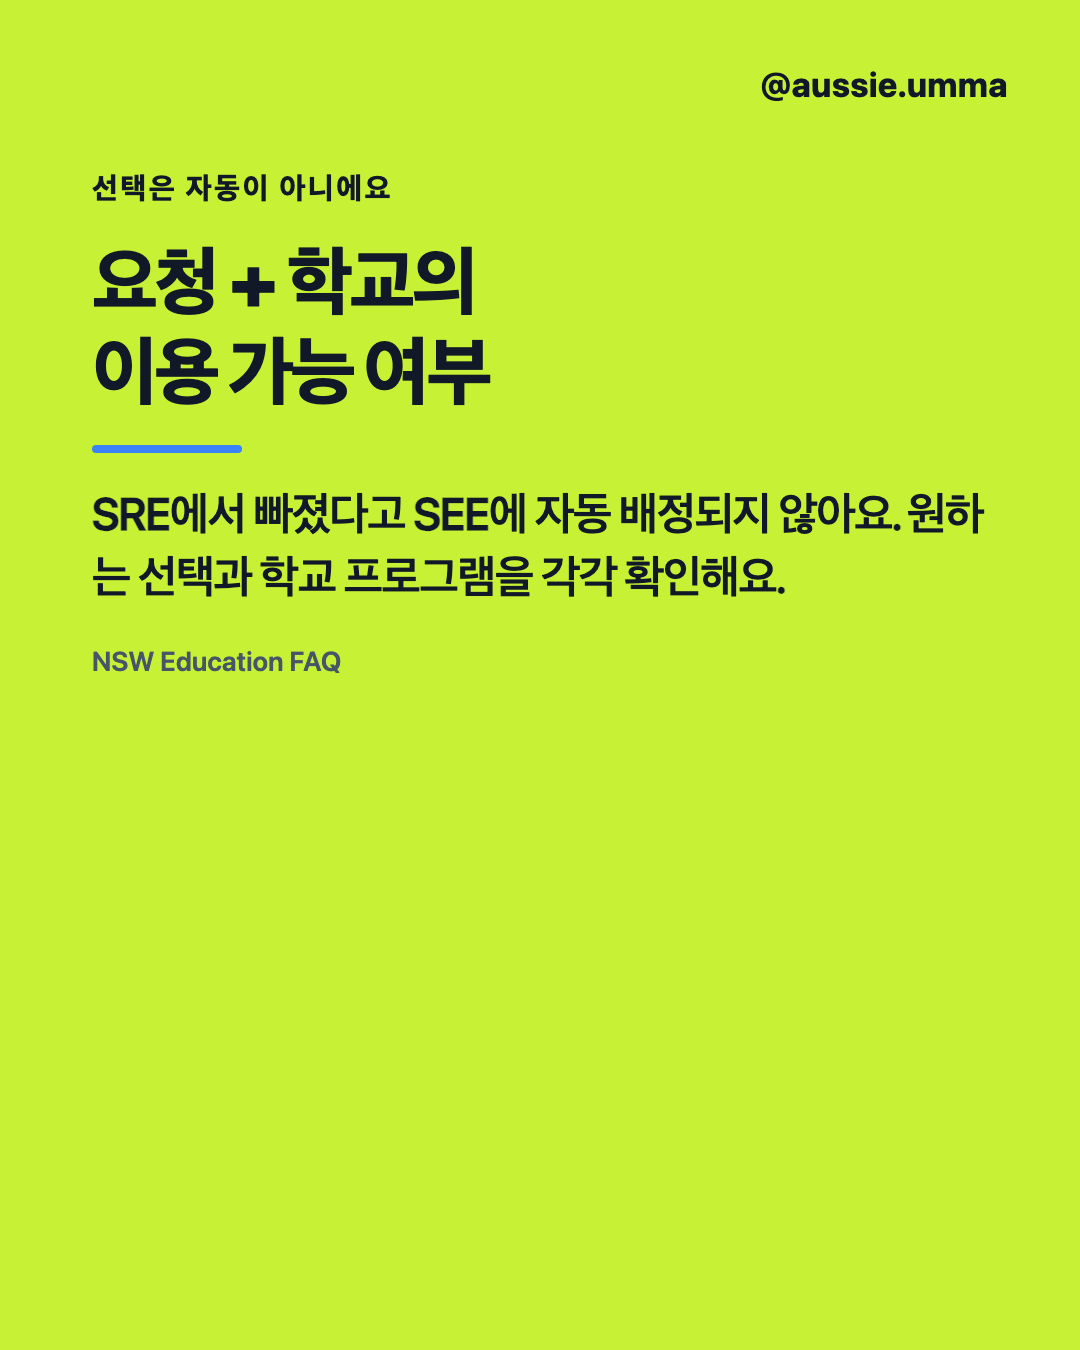 @aussie.umma
선택은 자동이 아니에요
요청 + 학교의
이용 가능 여부
SRE에서 빠졌다고 SEE에 자동 배정되지 않아요. 원하
는 선택과 학교 프로그램을 각각 확인해요.
NSW Education FAQ